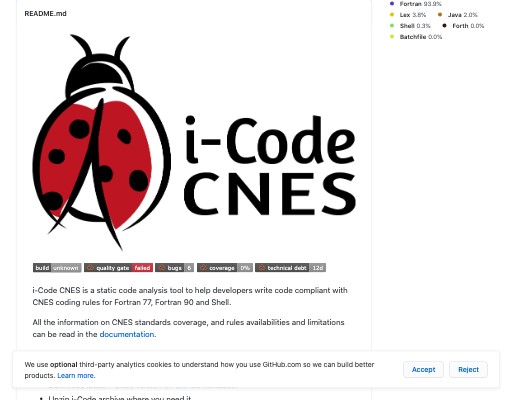 README.md
Fortran 93.9%
Lex 3.8% Java 2.0%
Shell 0.3% Forth 0.0%
Batchfile 0.0%
i-Code
CNES
build unknown quality gate failed bugs 6 coverage 0% technical debt 12d
i-Code CNES is a static code analysis tool to help developers write code compliant with
CNES coding rules for Fortran 77, Fortran 90 and Shell.
All the information on CNES standards coverage, and rules availabilities and limitations
can be read in the documentation.
We use optional third-party analytics cookies to understand how you use GitHub.com so we can build better
products. Learn more.
Accept Reject
Unzip i-Code archive where you need it.